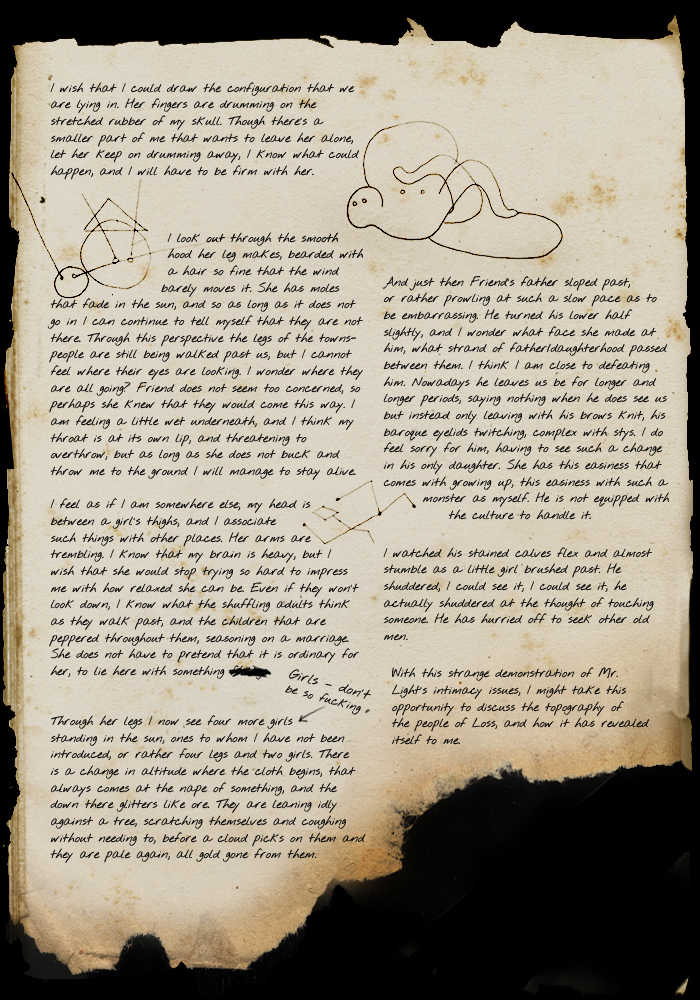 I wish that I could draw the configuration that we
are lying in. Her fingers are drumming on the
stretched rubber of my skull. Though there's a
smaller part of me that wants to leave her alone,
let her keep on drumming away, I know what could
happen, and I will have to be firm with her.
I look out through the smooth
hood her leg makes, bearded with
a hair so fine that the wind
barely moves it. She has moles
that fade in the sun, and so as long as it does not
go in I can continue to tell myself that they are not
there. Through this perspective the legs of the towns-
people are still being walked past us, but I cannot
feel where their eyes are looking. I wonder where they
are all going? Friend does not seem too concerned, so
perhaps she knew that they would come this way. I
am feeling a little wet underneath, and I think my
throat is at its own lip, and threatening to
overthrow, but as long as she does not buck and
throw me to the ground I will manage to stay alive.
I feel as if I am somewhere else, my head is
between a girl's thighs, and I associate
such things with other places. Her arms are
trembling. I know that my brain is heavy, but I
wish that she would stop trying so hard to impress
me with how relaxed she can be. Even if they won't
look down, I know what the shuffling adults think
as they walk past, and the children that are
peppered throughout them, seasoning on a marriage.
She does not have to pretend that it is ordinary for
her, to lie here with something
Girls – don't
be so fucking
Through her legs I now see four more girls
standing in the sun, ones to whom I have not been
introduced, or rather four legs and two girls. There
is a change in altitude where the cloth begins, that
always comes at the nape of something, and the
down there glitters like ore. They are leaning idly
against a tree, scratching themselves and coughing
without needing to, before a cloud picks on them and
they are pale again, all gold gone from them.
And just then Friend's father sloped past,
or rather prowling at such a slow pace as to
be embarrassing. He turned his lower half
slightly, and I wonder what face she made at
him, what strand of father/daughterhood passed
between them. I think I am close to defeating
him. Nowadays he leaves us be for longer and
longer periods, saying nothing when he does see us
but instead only leaving with his brows knit, his
baroque eyelids twitching, complex with stys. I do
feel sorry for him, having to see such a change
in his only daughter. She has this easiness that
comes with growing up, this easiness with such a
monster as myself. He is not equipped with
the culture to handle it.
I watched his stained calves flex and almost
stumble as a little girl brushed past. He
shuddered, I could see it, I could see it, he
actually shuddered at the thought of touching
someone. He has hurried off to seek other old
men.
With this strange demonstration of Mr.
Light's intimacy issues, I might take this
opportunity to discuss the topography of
the people of Loss, and how it has revealed
itself to me.